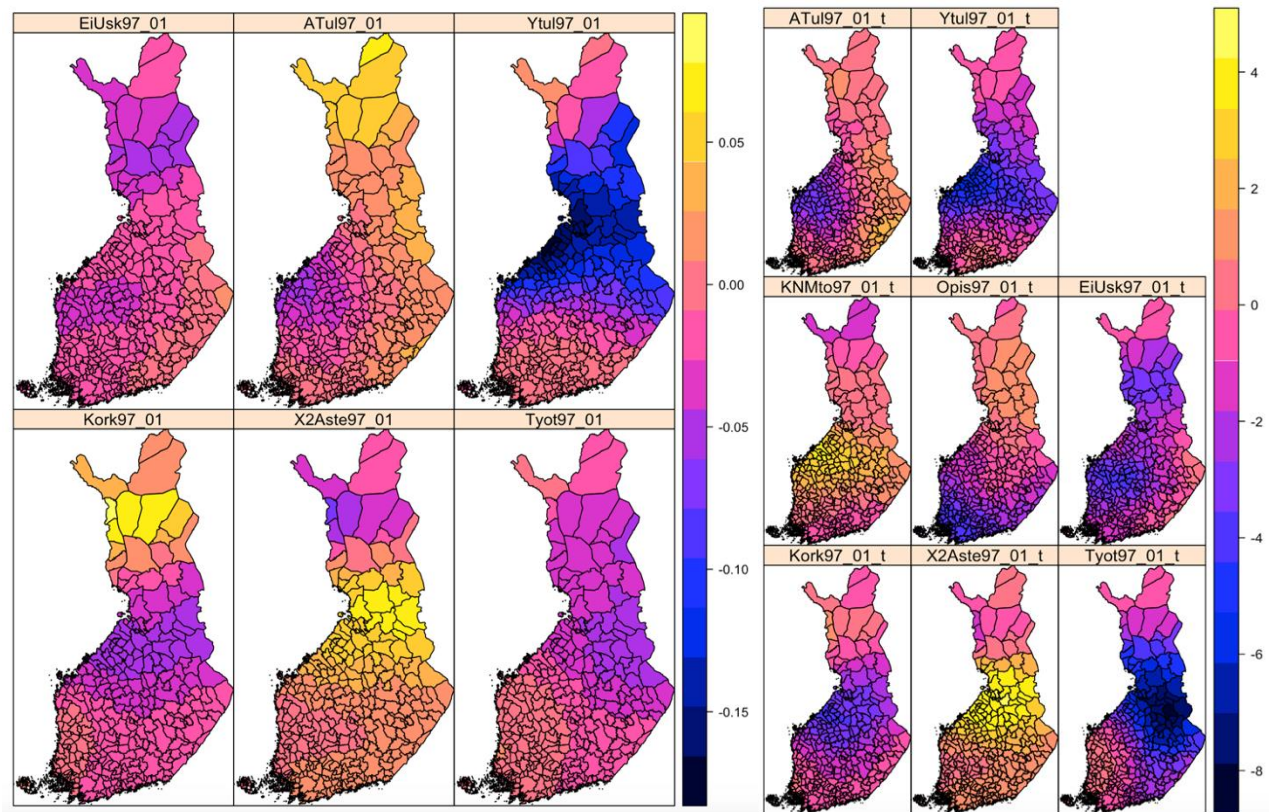 EiUsk97_01 ATul97_01 Ytul97_01
0.05
0.00
-0.05
-0.10
-0.15
Kork97_01 X2Aste97_01 Tyot97_01
ATul97_01_t Ytul97_01_t
KNMto97_01_t Opis97_01_t EiUsk97_01_t
Kork97_01_t X2Aste97_01_t Tyot97_01_t
4
2
0
-2
-4
-6
-8